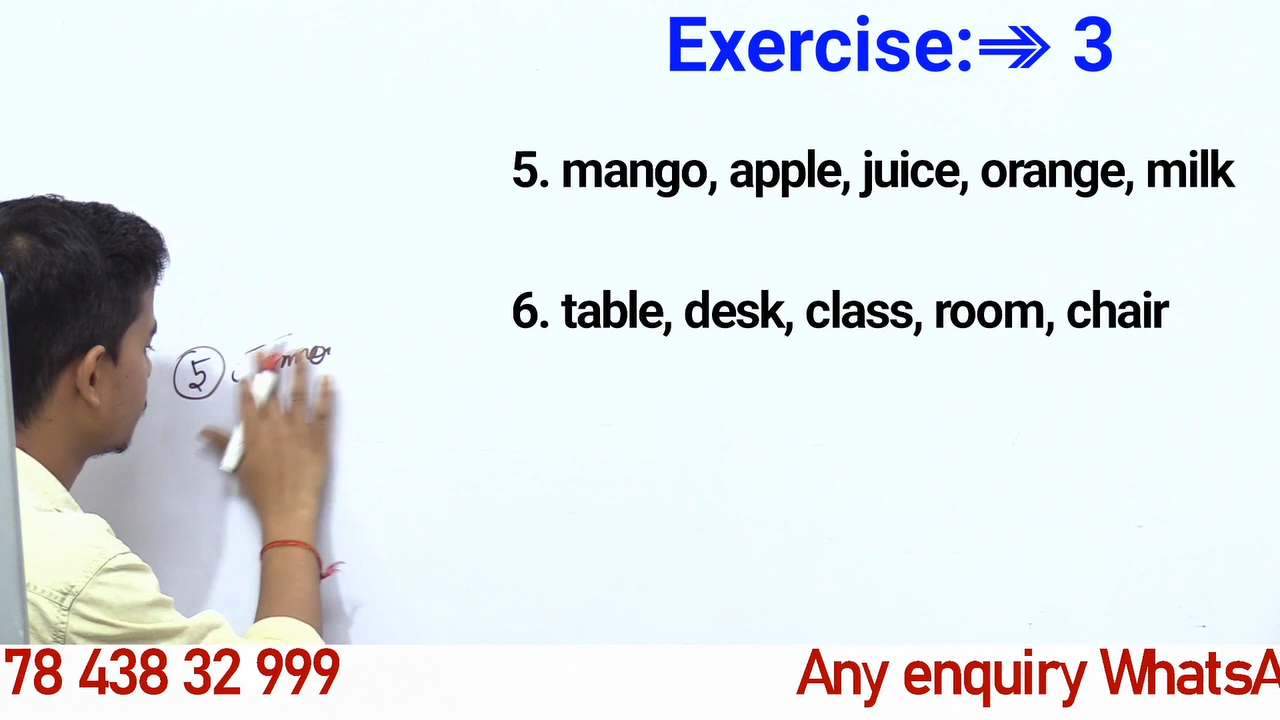 Exercise:⇛ 3
5. mango, apple, juice, orange, milk
6. table, desk, class, room, chair
5
78 438 32 999
Any enquiry WhatsA